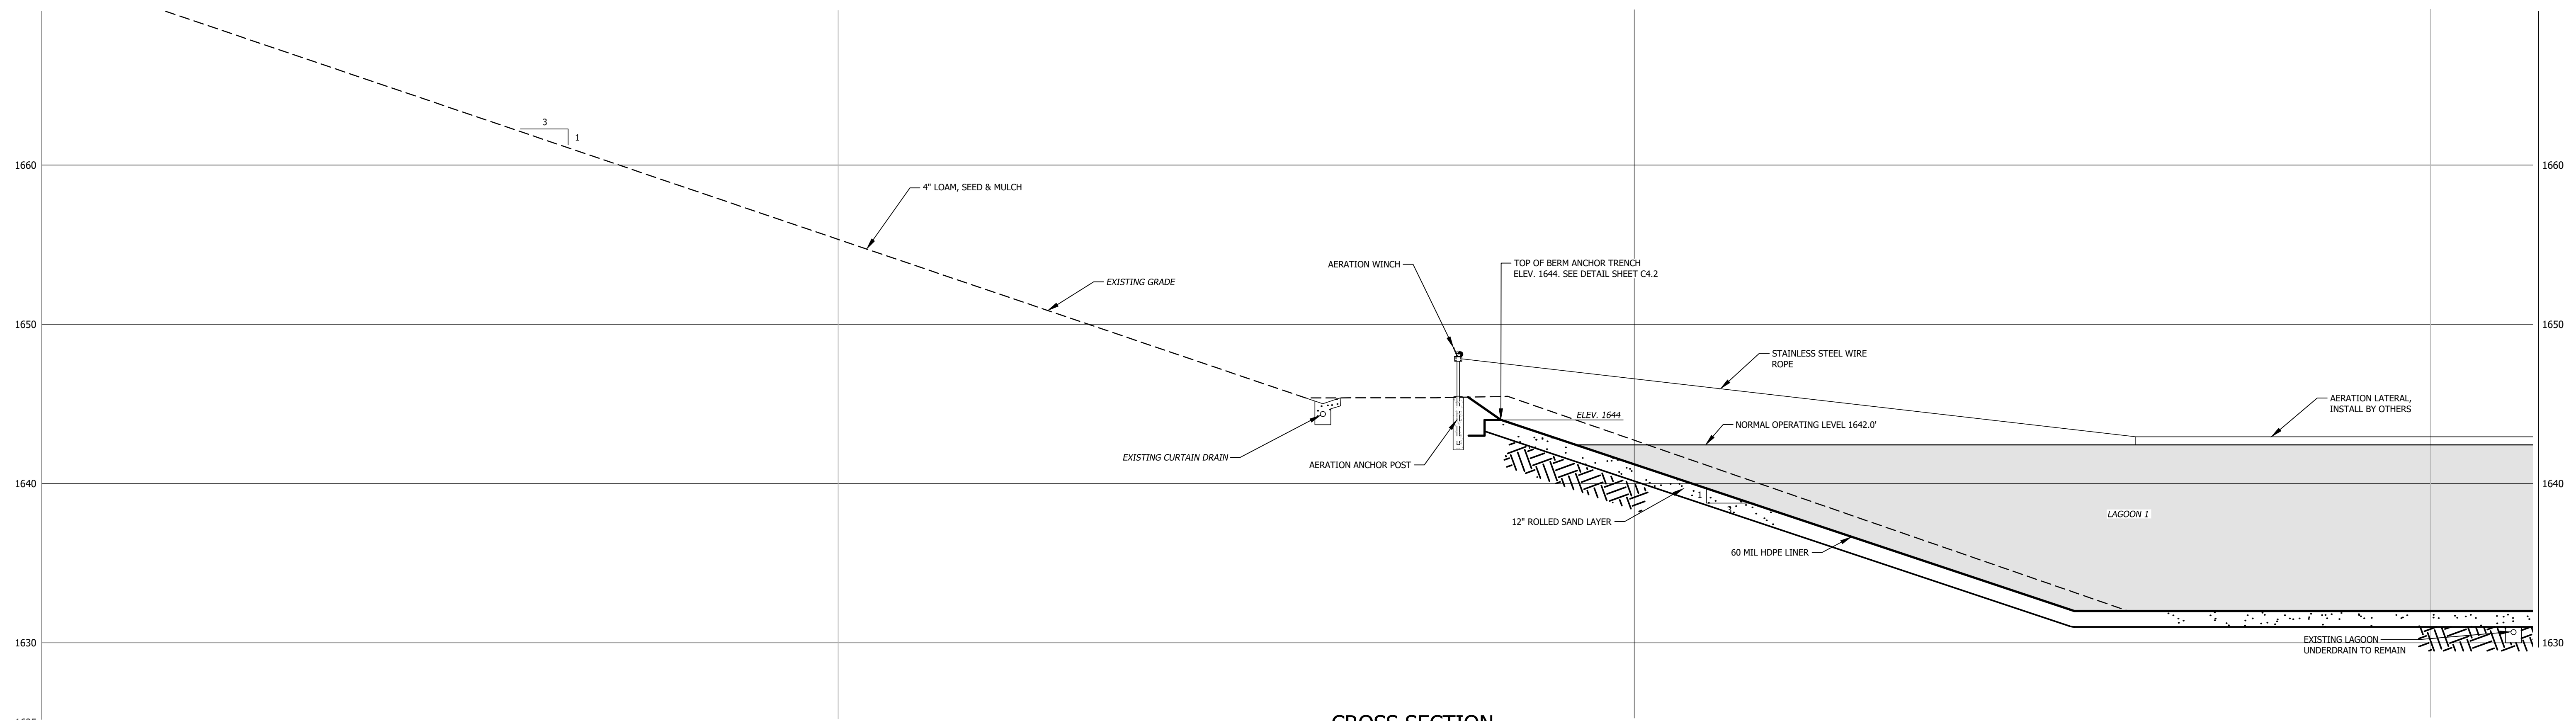 3
1
1660
1660
4" LOAM, SEED & MULCH
AERATION WINCH
TOP OF BERM ANCHOR TRENCH
ELEV. 1644. SEE DETAIL SHEET C4.2
EXISTING GRADE
1650
1650
STAINLESS STEEL WIRE
ROPE
AERATION LATERAL,
INSTALL BY OTHERS
ELEV. 1644
NORMAL OPERATING LEVEL 1642.0'
EXISTING CURTAIN DRAIN
AERATION ANCHOR POST
1640
1640
1
3
LAGOON 1
12" ROLLED SAND LAYER
60 MIL HDPE LINER
1630
1630
EXISTING LAGOON
UNDERDRAIN TO REMAIN
CROSS SECTION